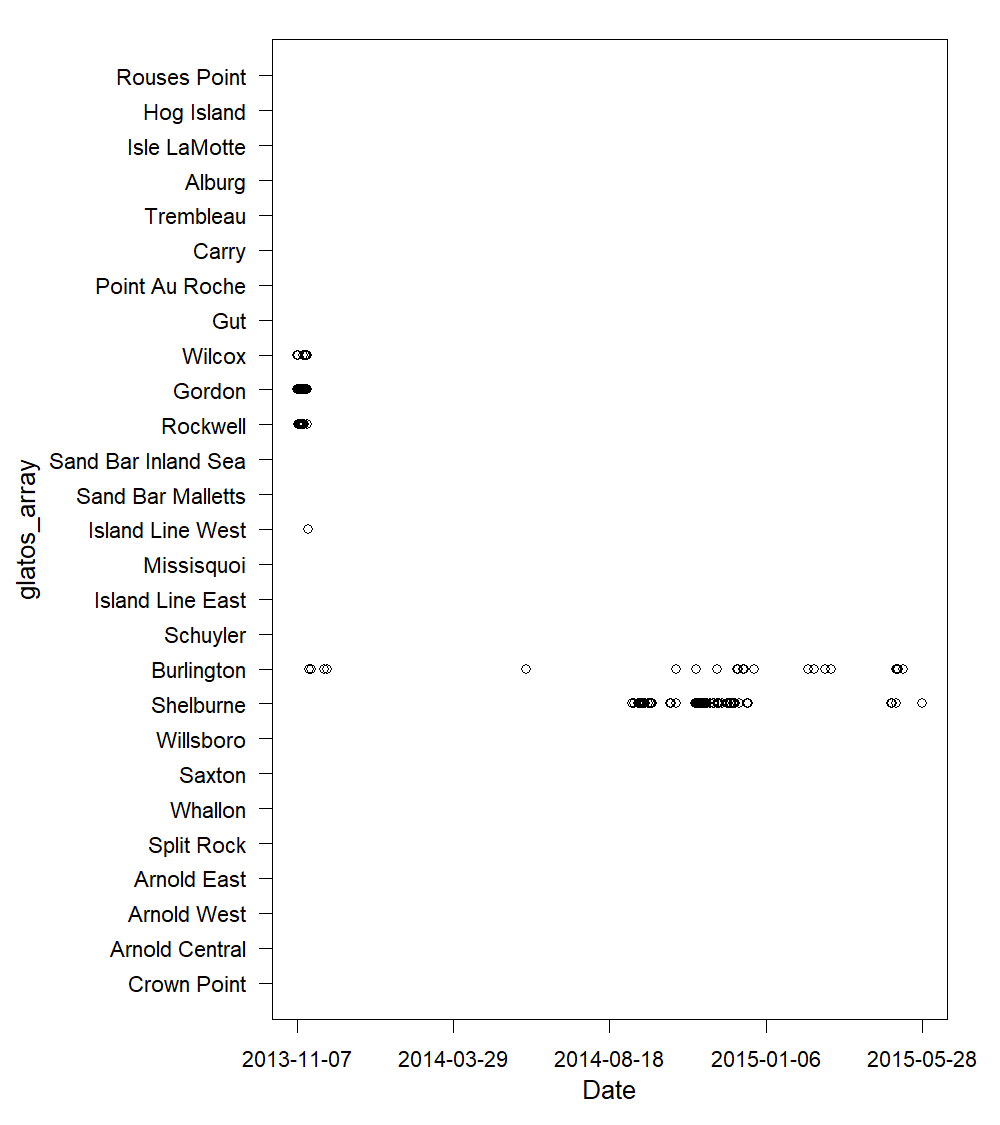 Rouses Point
Hog Island
Isle LaMotte
Alburg
Trembleau
Carry
Point Au Roche
Gut
Wilcox
Gordon
Rockwell
Sand Bar Inland Sea
Sand Bar Malletts
Island Line West
Missisquoi
Island Line East
Schuyler
Burlington
Shelburne
Willsboro
Saxton
Whallon
Split Rock
Arnold East
Arnold West
Arnold Central
Crown Point
glatos_array
2013-11-07 2014-03-29 2014-08-18 2015-01-06 2015-05-28
Date